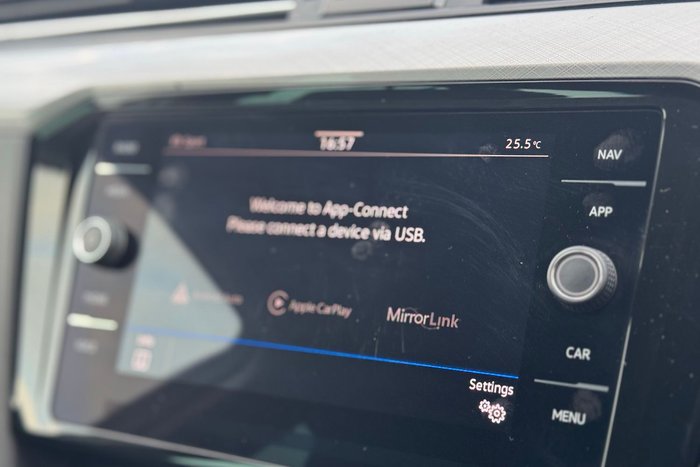 16:57
25.5°C
NAV
Welcome to App-Connect
Please connect a device via USB.
APP
Apple CarPlay
MirrorLink
CAR
Settings
MENU